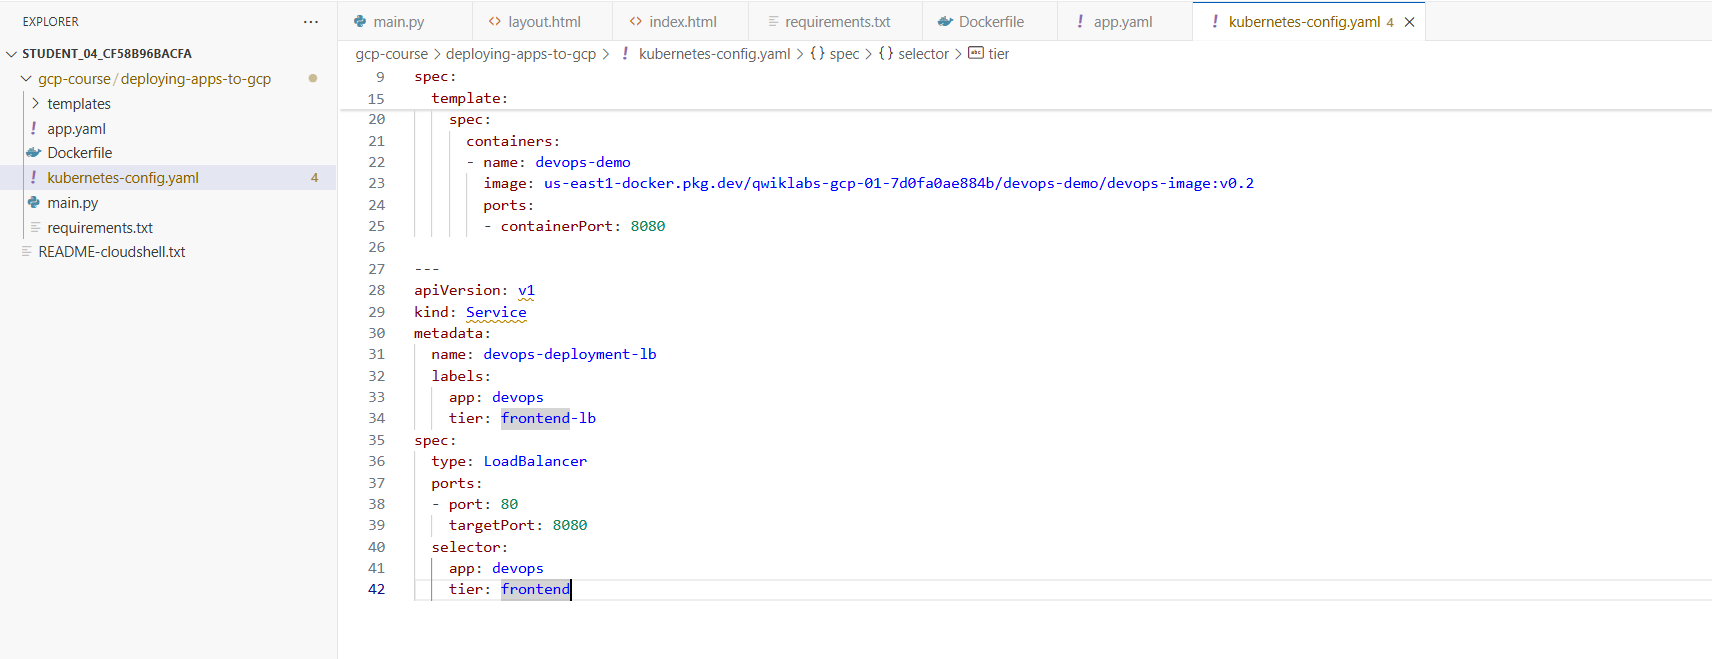 EXPLORER
STUDENT_04_CF58B96BACFA
gcp-course / deploying-apps-to-gcp
templates
! app.yaml
Dockerfile
! kubernetes-config.yaml 4
main.py
requirements.txt
README-cloudshell.txt
main.py
<> layout.html
<> index.html
requirements.txt
Dockerfile
! app.yaml
! kubernetes-config.yaml 4
gcp-course > deploying-apps-to-gcp > ! kubernetes-config.yaml > {} spec > {} selector > abc tier
9 spec:
15 template:
20 spec:
21 containers:
22 - name: devops-demo
23 image: us-east1-docker.pkg.dev/qwiklabs-gcp-01-7d0fa0ae884b/devops-demo/devops-image:v0.2
24 ports:
25 - containerPort: 8080
26
27 ---
28 apiVersion: v1
29 kind: Service
30 metadata:
31 name: devops-deployment-lb
32 labels:
33 app: devops
34 tier: frontend-lb
35 spec:
36 type: LoadBalancer
37 ports:
38 - port: 80
39 targetPort: 8080
40 selector:
41 app: devops
42 tier: frontend